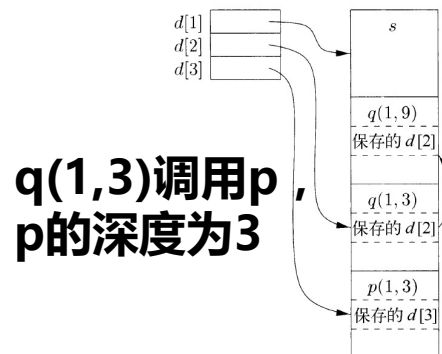 d[1]
d[2]
d[3]
s
q(1,9)
保存的 d[2]
q(1,3)
保存的 d[2]
p(1,3)
保存的 d[3]
q(1,3)调用p，
p的深度为3